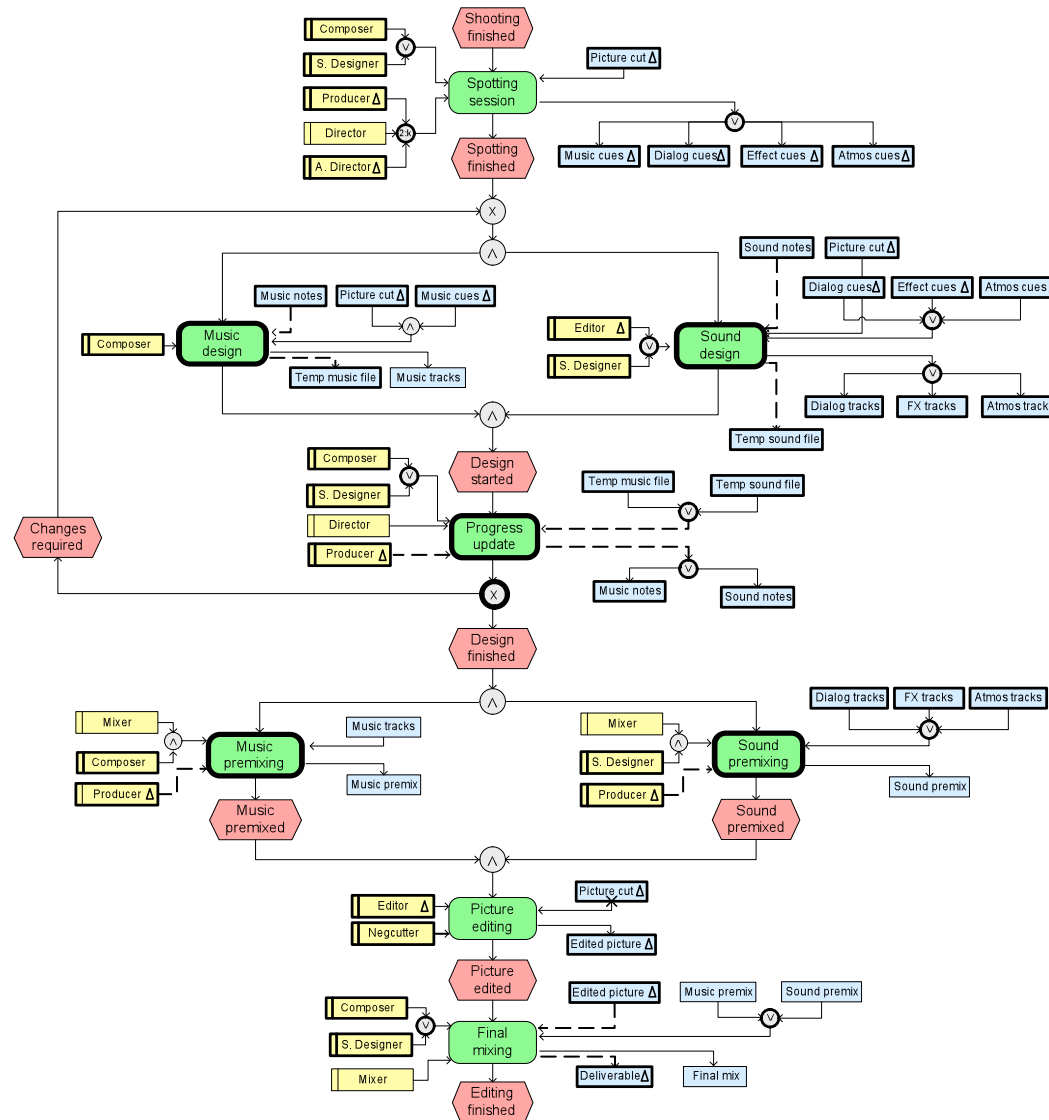 Shooting
finished
Composer
S. Designer
V
Picture cut Δ
Spotting
session
Producer Δ
Director
A. Director Δ
2:k
V
Music cues Δ
Dialog cues Δ
Effect cues Δ
Atmos cues Δ
Spotting
finished
X
Λ
Music notes
Picture cut Δ
Music cues Δ
Λ
Composer
Music
design
Temp music file
Music tracks
Sound notes
Picture cut Δ
Dialog cues Δ
Effect cues Δ
Atmos cues
V
Editor Δ
S. Designer
V
Sound
design
V
Dialog tracks
FX tracks
Atmos tracks
Temp sound file
Λ
Design
started
Composer
S. Designer
V
Director
Producer Δ
Progress
update
Temp music file
Temp sound file
V
V
Music notes
Sound notes
Changes
required
X
Design
finished
Λ
Mixer
Composer
Λ
Producer Δ
Music
premixing
Music tracks
Music premix
Mixer
S. Designer
Λ
Producer Δ
Sound
premixing
Dialog tracks
FX tracks
Atmos tracks
V
Sound premix
Music
premixed
Sound
premixed
Λ
Editor Δ
Negcutter
Picture
editing
Picture cut Δ
Edited picture Δ
Picture
edited
Composer
S. Designer
V
Mixer
Final
mixing
Edited picture Δ
Music premix
Sound premix
V
Deliverable Δ
Final mix
Editing
finished